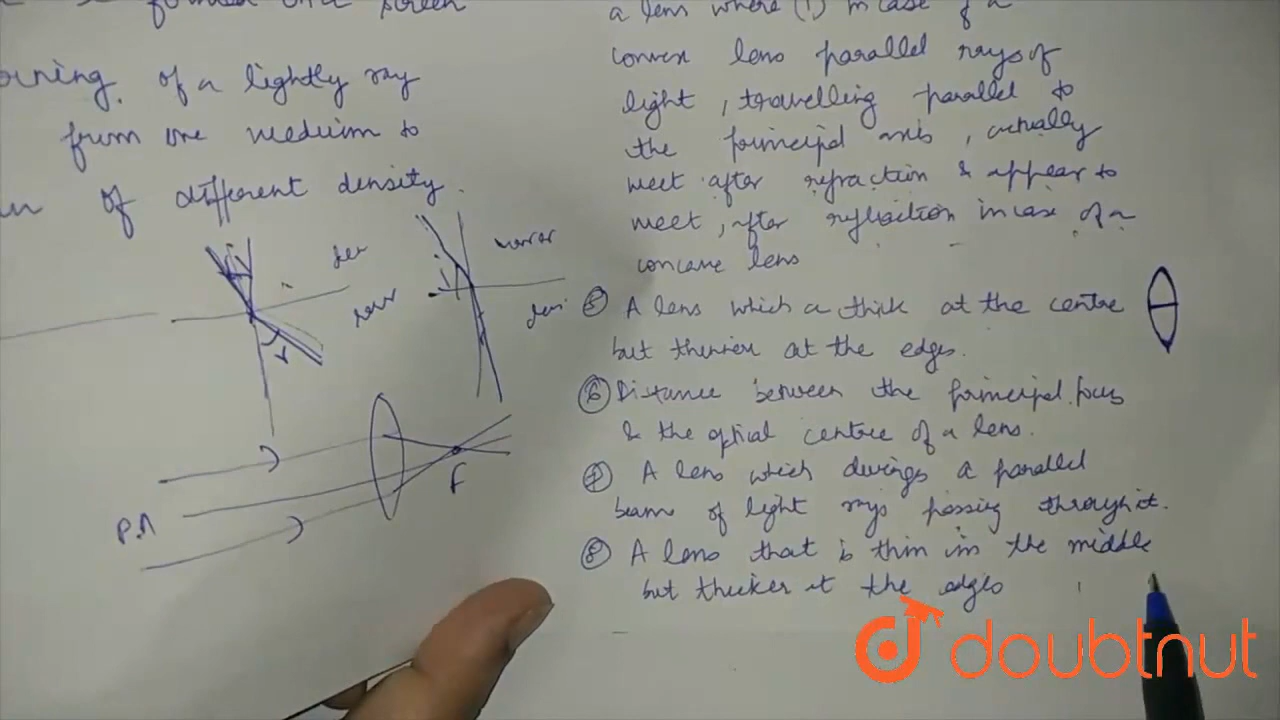 formed on a screen
of a lightly ray
from one medium to
of different density.
der
rarer
rarer
den
i
r
F
P.A
a lens where (1) in case of a
convex lens parallel rays of
light, travelling parallel to
the principal axis, actually
meet after refraction & appear to
meet, after reflection in case of a
concave lens
⑤ A lens which a thick at the centre
but thinner at the edges.
⑥ Distance between the principal focus
& the optical centre of a lens.
⑦ A lens which diverges a parallel
beam of light rays passing through it.
⑧ A lens that is thin in the middle
but thicker at the edges
doubtnut